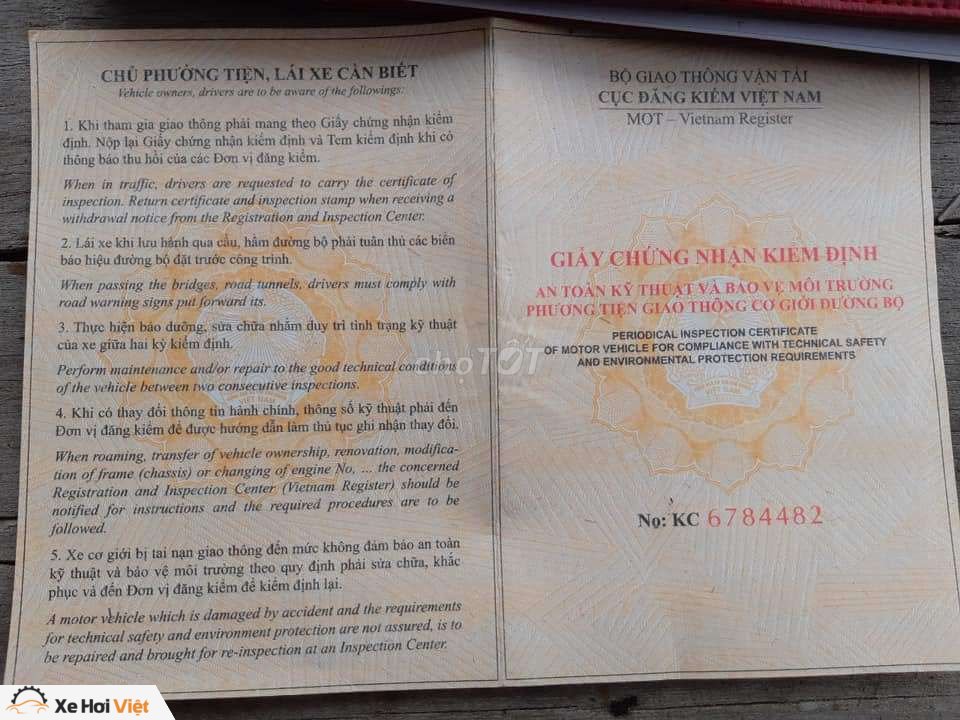 CHỦ PHƯƠNG TIỆN, LÁI XE CẦN BIẾT
Vehicle owners, drivers are to be aware of the followings:
1. Khi tham gia giao thông phải mang theo Giấy chứng nhận kiểm
định. Nộp lại Giấy chứng nhận kiểm định và Tem kiểm định khi có
thông báo thu hồi của các Đơn vị đăng kiểm.
When in traffic, drivers are requested to carry the certificate of
inspection. Return certificate and inspection stamp when receiving a
withdrawal notice from the Registration and Inspection Center.
2. Lái xe khi lưu hành qua cầu, hầm đường bộ phải tuân thủ các biển
báo hiệu đường bộ đặt trước công trình.
When passing the bridges, road tunnels, drivers must comply with
road warning signs put forward its.
3. Thực hiện bảo dưỡng, sửa chữa nhằm duy trì tình trạng kỹ thuật
của xe giữa hai kỳ kiểm định.
Perform maintenance and/or repair to the good technical conditions
of the vehicle between two consecutive inspections.
4. Khi có thay đổi thông tin hành chính, thông số kỹ thuật phải đến
Đơn vị đăng kiểm để được hướng dẫn làm thủ tục ghi nhận thay đổi.
When roaming, transfer of vehicle ownership, renovation, modifica-
tion of frame (chassis) or changing of engine No, ... the concerned
Registration and Inspection Center (Vietnam Register) should be
notified for instructions and the required procedures are to be
followed.
5. Xe cơ giới bị tai nạn giao thông đến mức không đảm bảo an toàn
kỹ thuật và bảo vệ môi trường theo quy định phải sửa chữa, khắc
phục và đến Đơn vị đăng kiểm để kiểm định lại.
A motor vehicle which is damaged by accident and the requirements
for technical safety and environment protection are not assured, is to
be repaired and brought for re-inspection at an Inspection Center.
BỘ GIAO THÔNG VẬN TẢI
CỤC ĐĂNG KIỂM VIỆT NAM
MOT – Vietnam Register
GIẤY CHỨNG NHẬN KIỂM ĐỊNH
AN TOÀN KỸ THUẬT VÀ BẢO VỆ MÔI TRƯỜNG
PHƯƠNG TIỆN GIAO THÔNG CƠ GIỚI ĐƯỜNG BỘ
PERIODICAL INSPECTION CERTIFICATE
OF MOTOR VEHICLE FOR COMPLIANCE WITH TECHNICAL SAFETY
AND ENVIRONMENTAL PROTECTION REQUIREMENTS
VIỆT NAM
VIỆT NAM
chợTỐT
Nọ: KC 6784482
Xe Hơi Việt